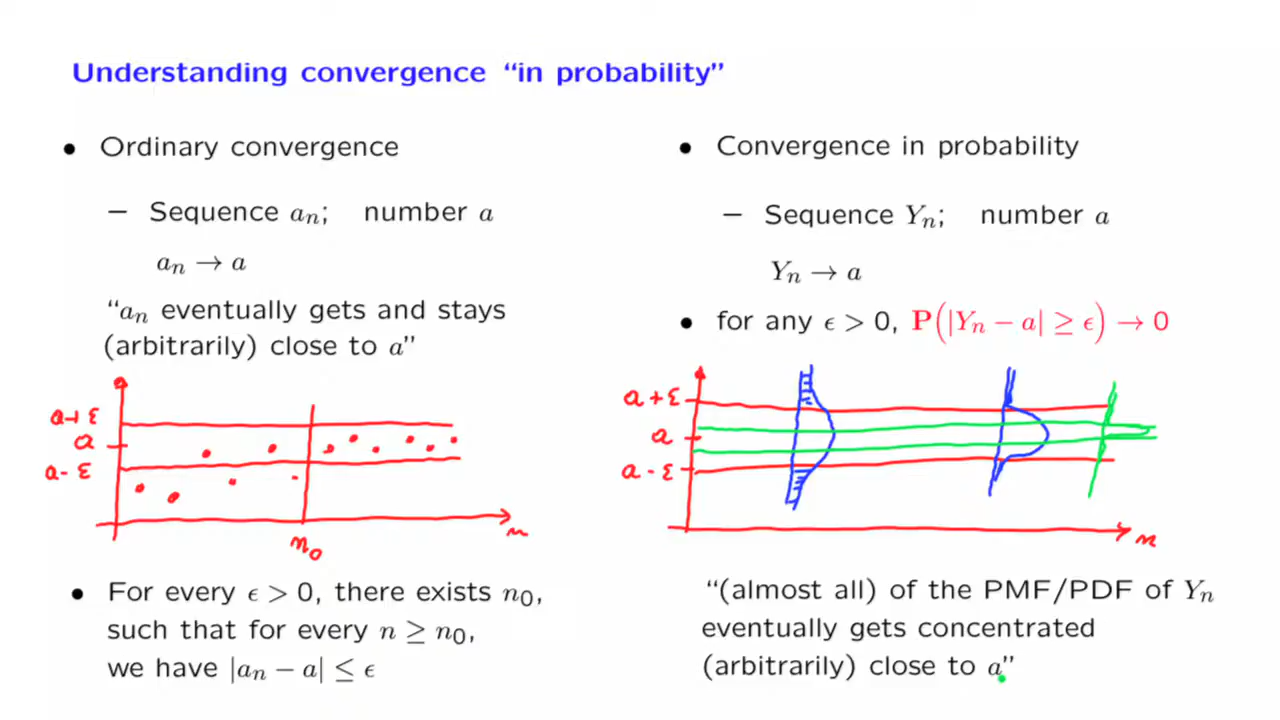 Understanding convergence “in probability”
• Ordinary convergence
– Sequence aₙ; number a
aₙ → a
“aₙ eventually gets and stays
(arbitrarily) close to a”
a+ε
a
a-ε
n₀
n
• For every ϵ > 0, there exists n₀,
such that for every n ≥ n₀,
we have |aₙ − a| ≤ ϵ
• Convergence in probability
– Sequence Yₙ; number a
Yₙ → a
• for any ϵ > 0, P(|Yₙ − a| ≥ ϵ) → 0
a+ε
a
a-ε
n
“(almost all) of the PMF/PDF of Yₙ
eventually gets concentrated
(arbitrarily) close to a”